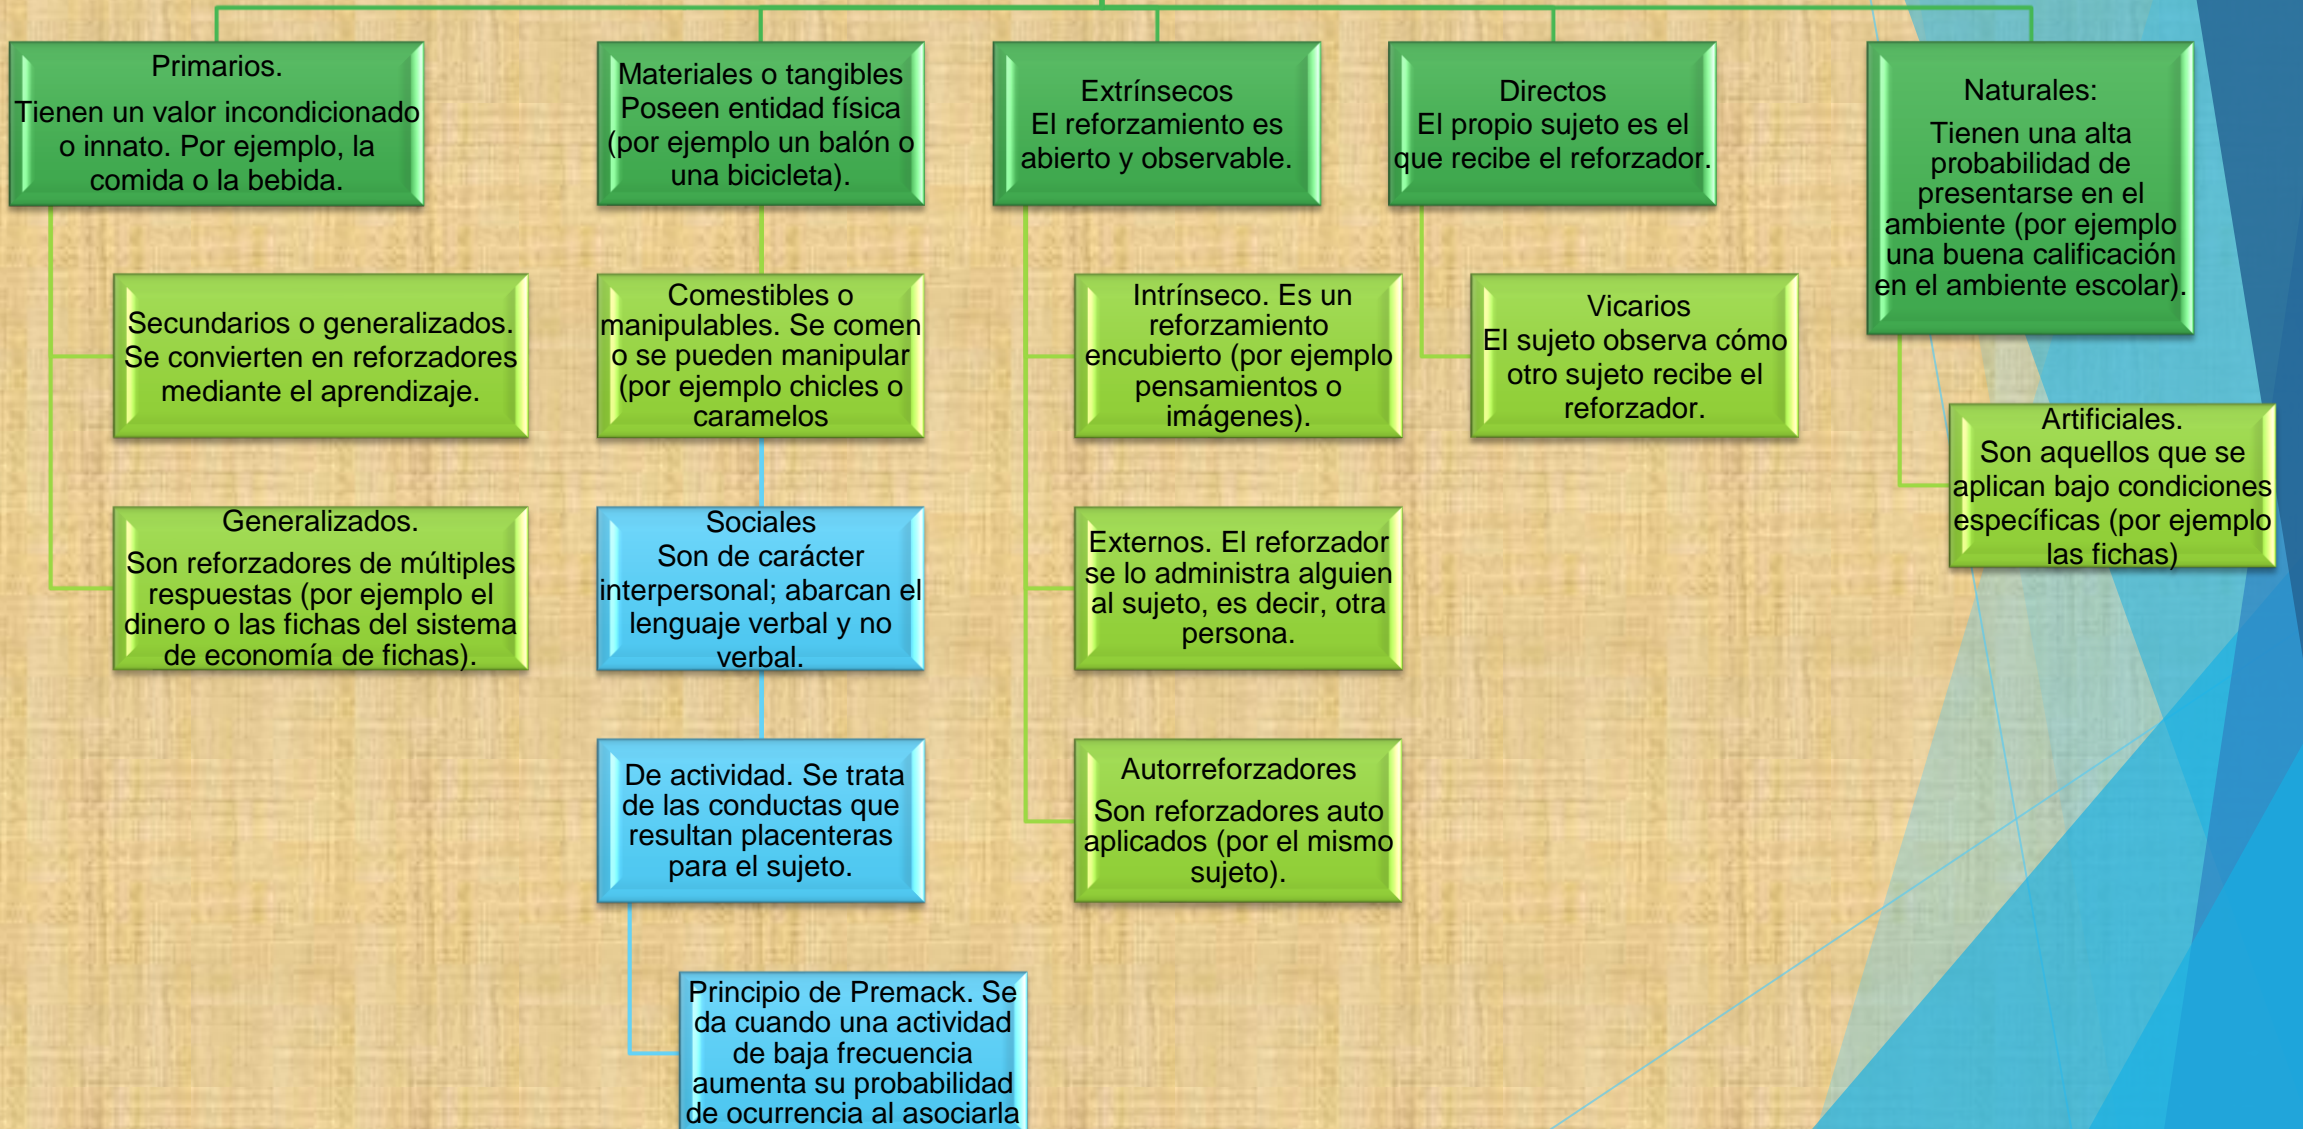 Primarios.
Tienen un valor incondicionado
o innato. Por ejemplo, la
comida o la bebida.
Secundarios o generalizados.
Se convierten en reforzadores
mediante el aprendizaje.
Generalizados.
Son reforzadores de múltiples
respuestas (por ejemplo el
dinero o las fichas del sistema
de economía de fichas).
Materiales o tangibles
Poseen entidad física
(por ejemplo un balón o
una bicicleta).
Comestibles o
manipulables. Se comen
o se pueden manipular
(por ejemplo chicles o
caramelos
Sociales
Son de carácter
interpersonal; abarcan el
lenguaje verbal y no
verbal.
De actividad. Se trata
de las conductas que
resultan placenteras
para el sujeto.
Principio de Premack. Se
da cuando una actividad
de baja frecuencia
aumenta su probabilidad
de ocurrencia al asociarla
Extrínsecos
El reforzamiento es
abierto y observable.
Intrínseco. Es un
reforzamiento
encubierto (por ejemplo
pensamientos o
imágenes).
Externos. El reforzador
se lo administra alguien
al sujeto, es decir, otra
persona.
Autorreforzadores
Son reforzadores auto
aplicados (por el mismo
sujeto).
Directos
El propio sujeto es el
que recibe el reforzador.
Vicarios
El sujeto observa cómo
otro sujeto recibe el
reforzador.
Naturales:
Tienen una alta
probabilidad de
presentarse en el
ambiente (por ejemplo
una buena calificación
en el ambiente escolar).
Artificiales.
Son aquellos que se
aplican bajo condiciones
específicas (por ejemplo
las fichas)